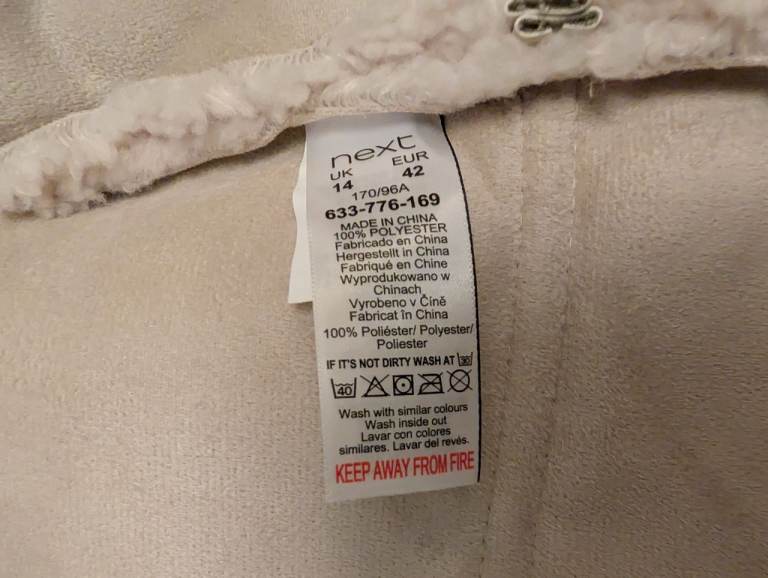 next
UK EUR
14 42
170/96A
633-776-169
MADE IN CHINA
100% POLYESTER
Fabricado en China
Hergestellt in China
Fabriqué en Chine
Wyprodukowano w
Chinach
Vyrobeno v Číně
Fabricat în China
100% Poliéster/ Polyester/
Poliester
IF IT'S NOT DIRTY WASH AT 30
40
Wash with similar colours
Wash inside out
Lavar con colores
similares. Lavar del revés.
KEEP AWAY FROM FIRE